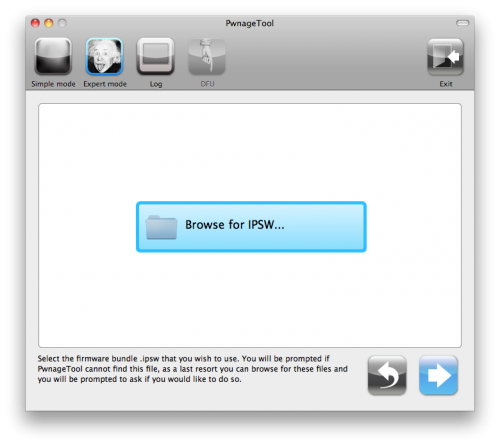 PwnageTool
Simple mode Expert mode Log DFU Exit
Browse for IPSW...
Select the firmware bundle .ipsw that you wish to use. You will be prompted if
PwnageTool cannot find this file, as a last resort you can browse for these files and
you will be prompted to ask if you would like to do so.